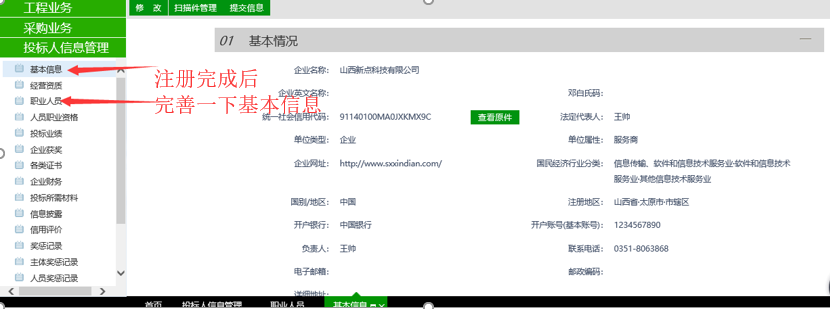 工程业务
采购业务
投标人信息管理
基本信息
经营资质
职业人员
人员职业资格
投标业绩
企业获奖
各类证书
企业财务
投标所需材料
信息披露
信用评价
奖惩记录
主体奖惩记录
人员奖惩记录
修 改 扫描件管理 提交信息
01 基本情况
注册完成后
完善一下基本信息
企业名称: 山西新点科技有限公司
企业英文名称: 邓白氏码:
统一社会信用代码: 91140100MA0JXKMX9C 查看原件 法定代表人: 王帅
单位类型: 企业 单位属性: 服务商
企业网址: http://www.sxxindian.com/ 国民经济行业分类: 信息传输、软件和信息技术服务业·软件和信息技术
服务业·其他信息技术服务业
国别/地区: 中国 注册地区: 山西省·太原市·市辖区
开户银行: 中国银行 开户账号(基本账号): 1234567890
负责人: 王帅 联系电话: 0351-8063868
电子邮箱: 邮政编码:
详细地址:
首页 投标人信息管理 职业人员 基本信息